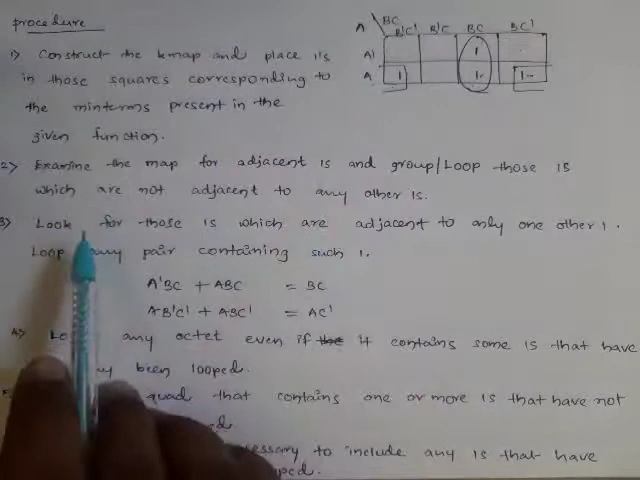 procedure
A BC
B'C' B'C BC BC'
A' 1
A 1 1 1
1) Construct the kmap and place 1s
in those squares corresponding to
the minterms present in the
given function.
2) Examine the map for adjacent 1s and group/Loop those 1s
which are not adjacent to any other 1s.
3) Look for those 1s which are adjacent to only one other 1.
Loop any pair containing such 1.
A'BC + ABC = BC
AB'C' + ABC' = AC'
4) any octet even if it contains some 1s that have
been looped.
quad that contains one or more 1s that have not
to include any 1s that have